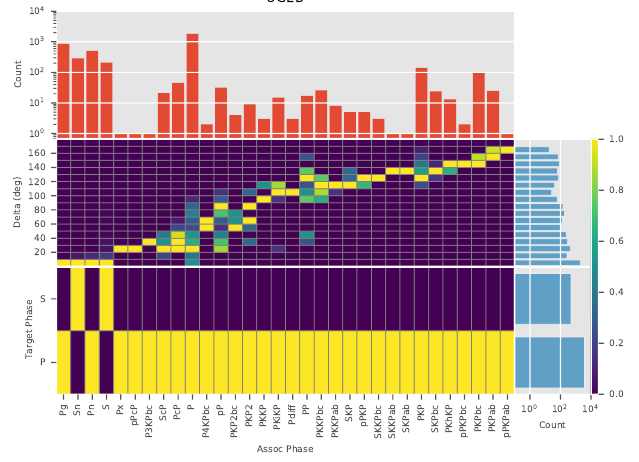 10⁴
10³
10²
10¹
10⁰
Count
160
140
120
100
80
60
40
20
Delta (deg)
S
P
Target Phase
1.0
0.8
0.6
0.4
0.2
0.0
10⁰ 10² 10⁴
Count
Pg Sn Pn S Px pPcP P3KPbc ScP PcP P P4KPbc pP PKP2bc PKP2 PKKP PKiKP Pdiff PP PKKPbc PKKPab SKP pPKP SKKPbc SKKPab SKPab PKP SKPbc PKhKP pPKPbc PKPbc PKPab pPKPab
Assoc Phase